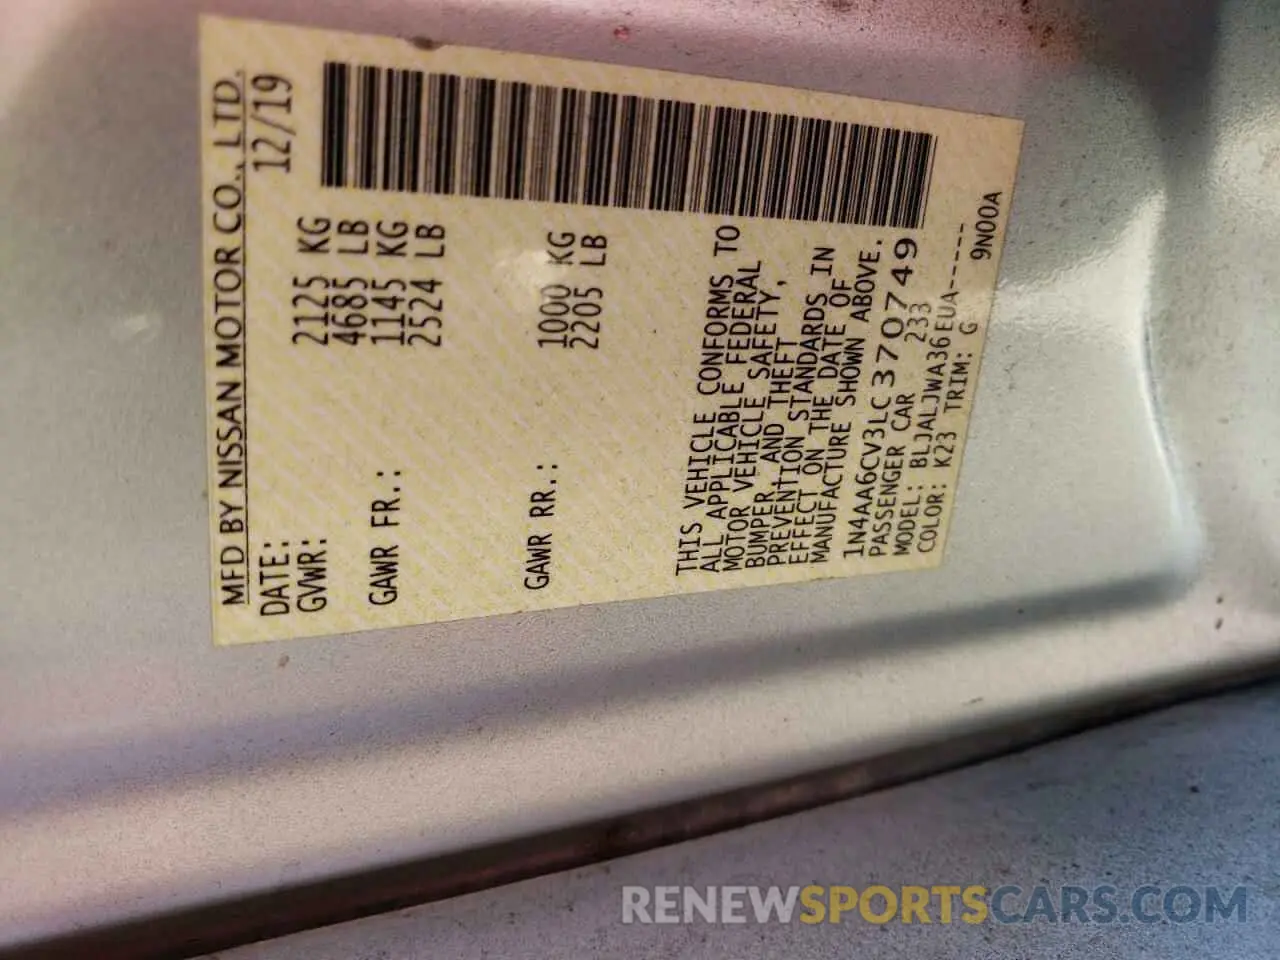 MFD BY NISSAN MOTOR CO., LTD.
DATE: 12/19
GVWR: 2125 KG
4685 LB
GAWR FR.: 1145 KG
2524 LB
GAWR RR.: 1000 KG
2205 LB
THIS VEHICLE CONFORMS TO
ALL APPLICABLE FEDERAL
MOTOR VEHICLE SAFETY,
BUMPER AND THEFT
PREVENTION STANDARDS IN
EFFECT ON THE DATE OF
MANUFACTURE SHOWN ABOVE.
1N4AA6CV3LC370749
PASSENGER CAR 233
MODEL: BLJALJWA36EUA-----
COLOR: K23 TRIM: G 9N00A
RENEWSPORTSCARS.COM